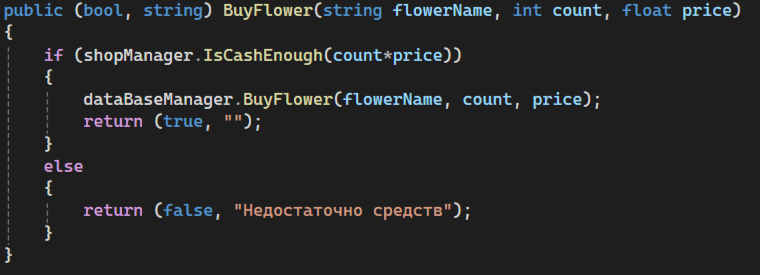 public (bool, string) BuyFlower(string flowerName, int count, float price)
{
    if (shopManager.IsCashEnough(count*price))
    {
        dataBaseManager.BuyFlower(flowerName, count, price);
        return (true, "");
    }
    else
    {
        return (false, "Недостаточно средств");
    }
}